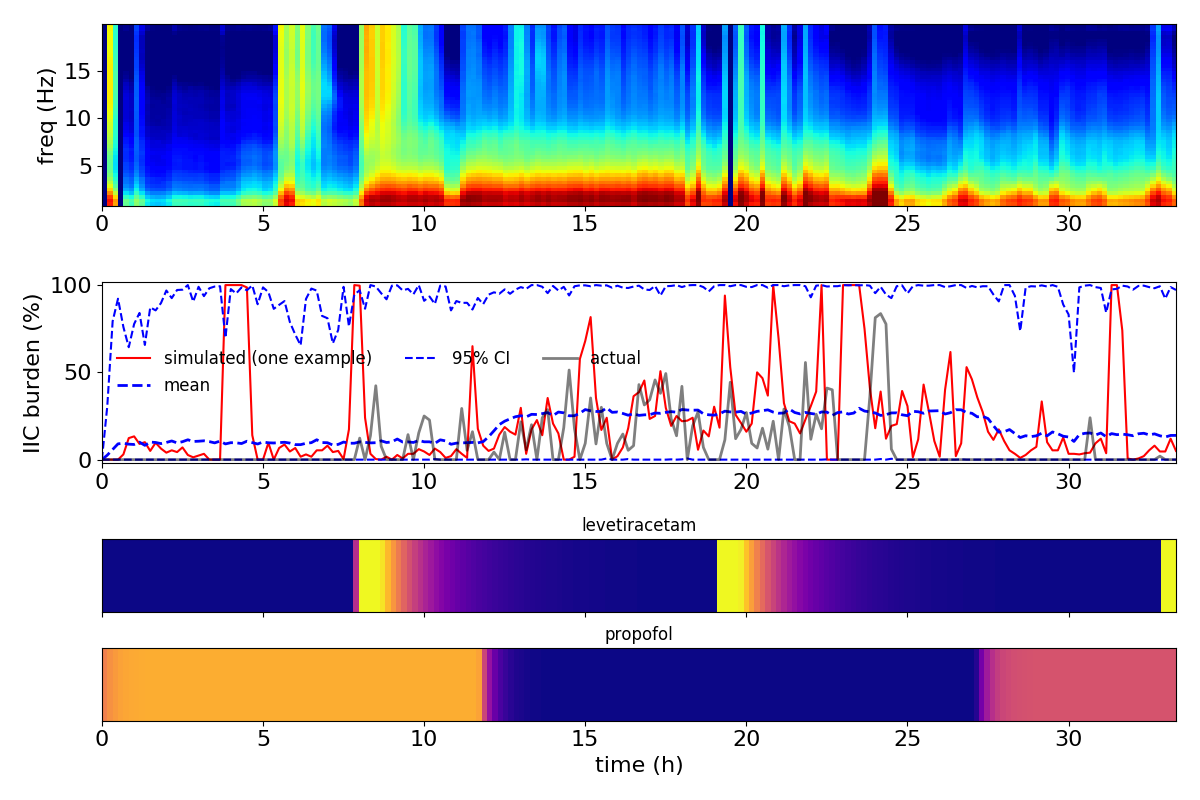 freq (Hz)
15
10
5
0 5 10 15 20 25 30
IIC burden (%)
100
50
0
simulated (one example) 95% CI actual
mean
0 5 10 15 20 25 30
levetiracetam
propofol
0 5 10 15 20 25 30
time (h)